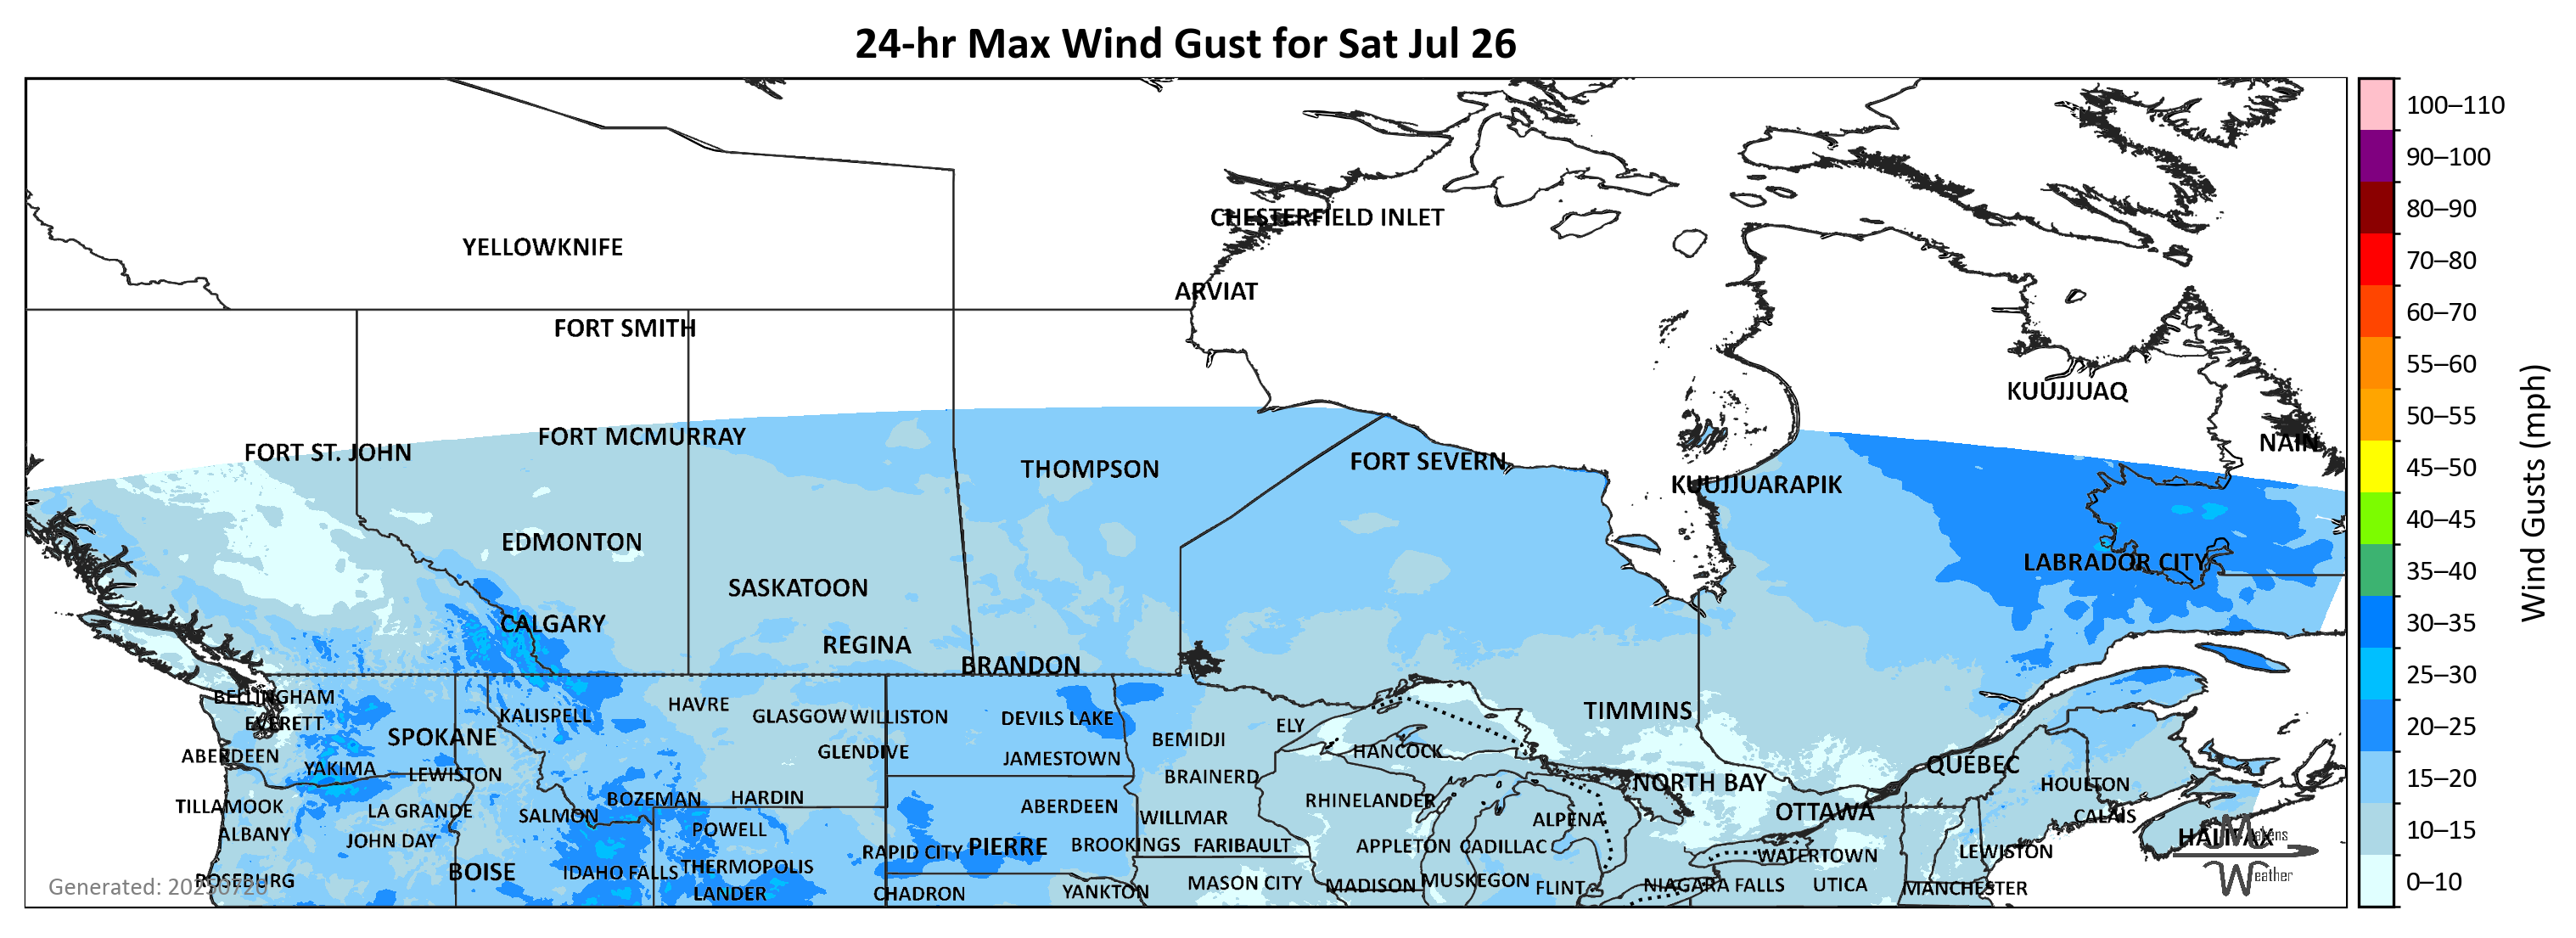 24-hr Max Wind Gust for Sat Jul 26
100–110
90–100
80–90
70–80
60–70
55–60
50–55
45–50
40–45
35–40
30–35
25–30
20–25
15–20
10–15
0–10
Wind Gusts (mph)
CHESTERFIELD INLET
YELLOWKNIFE
ARVIAT
FORT SMITH
KUUJJUAQ
FORT MCMURRAY
NAIN
FORT ST. JOHN
FORT SEVERN
THOMPSON
KUUJJUARAPIK
EDMONTON
LABRADOR CITY
SASKATOON
CALGARY
REGINA
BRANDON
BELLINGHAM
HAVRE
TIMMINS
KALISPELL
GLASGOW WILLISTON
DEVILS LAKE
EVERETT
ELY
SPOKANE
BEMIDJI
HANCOCK
GLENDIVE
ABERDEEN
JAMESTOWN
QUÉBEC
YAKIMA
LEWISTON
BRAINERD
NORTH BAY
HOULTON
BOZEMAN
HARDIN
RHINELANDER
TILLAMOOK
ABERDEEN
LA GRANDE
OTTAWA
SALMON
CALAIS
WILLMAR
ALPENA
POWELL
ALBANY
HALIFAX
Makens
JOHN DAY
BROOKINGS
FARIBAULT
APPLETON
CADILLAC
PIERRE
RAPID CITY
LEWISTON
WATERTOWN
THERMOPOLIS
BOISE
IDAHO FALLS
Weather
ROSEBURG
MUSKEGON
MASON CITY
MADISON
NIAGARA FALLS
UTICA
FLINT
MANCHESTER
LANDER
CHADRON
YANKTON